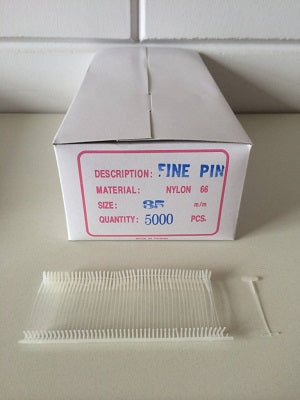 DESCRIPTION: FINE PIN
MATERIAL: NYLON 66
SIZE: 35 m/m
QUANTITY: 5000 PCS.